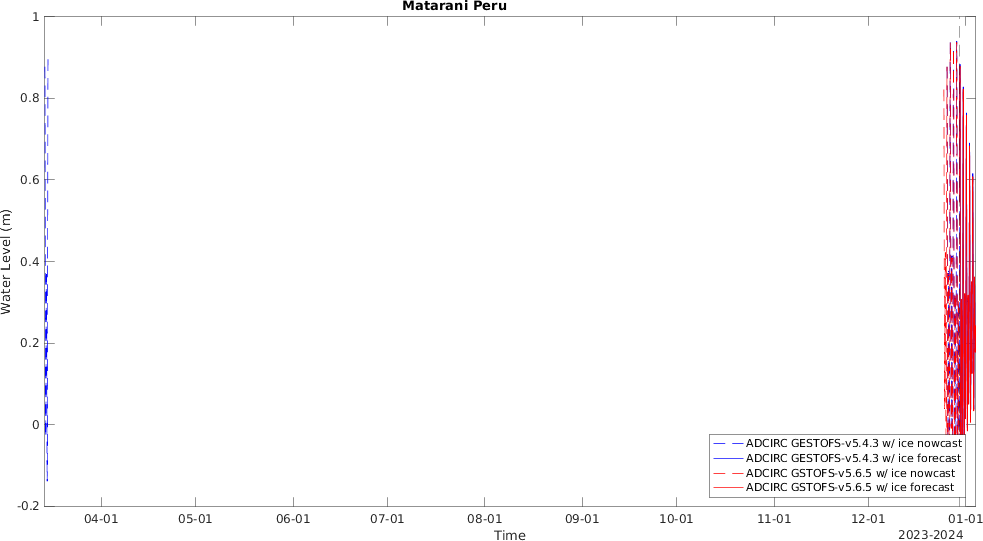 Matarani Peru
1
0.8
0.6
0.4
0.2
0
-0.2
Water Level (m)
04-01 05-01 06-01 07-01 08-01 09-01 10-01 11-01 12-01 01-01
Time
2023-2024
ADCIRC GESTOFS-v5.4.3 w/ ice nowcast
ADCIRC GESTOFS-v5.4.3 w/ ice forecast
ADCIRC GSTOFS-v5.6.5 w/ ice nowcast
ADCIRC GSTOFS-v5.6.5 w/ ice forecast